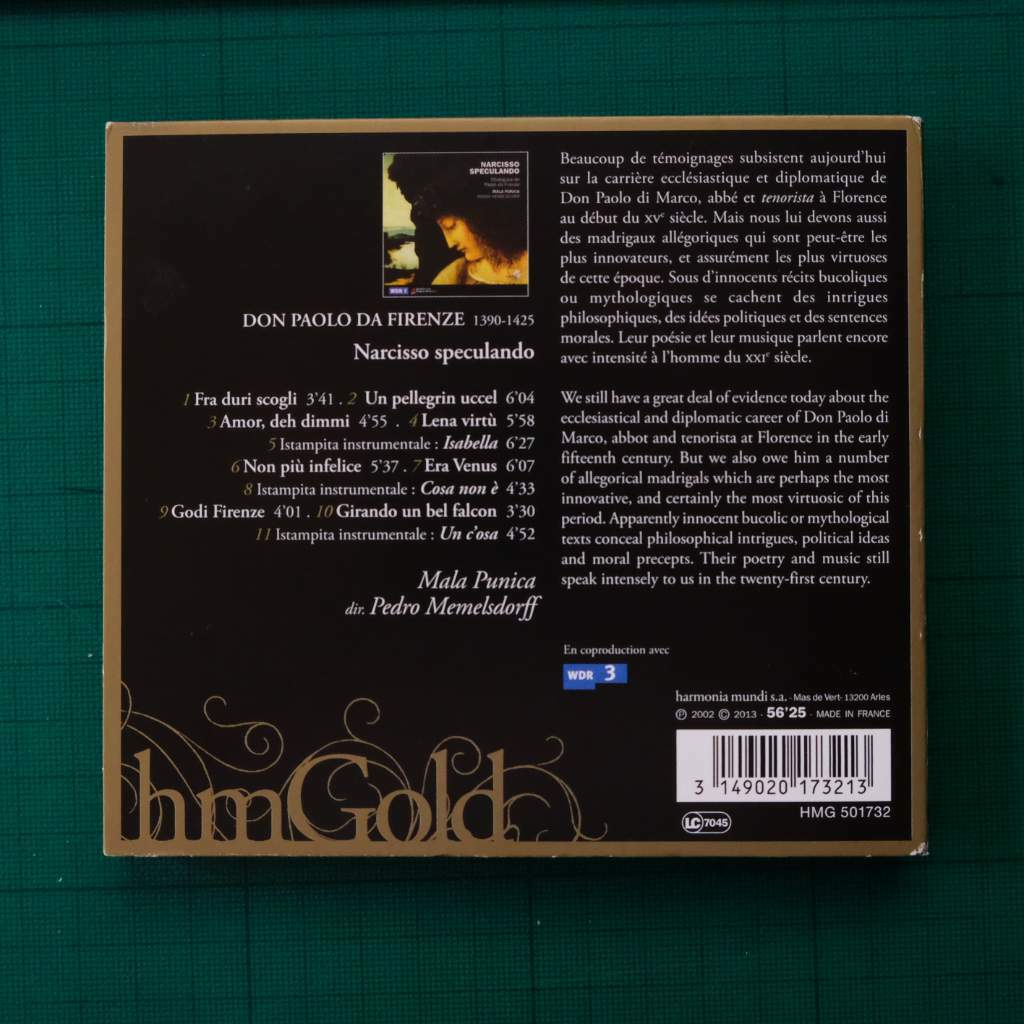 NARCISSO
SPECULANDO
MALA PUNICA
WDR 3
DON PAOLO DA FIRENZE 1390-1425
Narcisso speculando
1 Fra duri scogli 3'41 . 2 Un pellegrin uccel 6'04
3 Amor, deh dimmi 4'55 . 4 Lena virtù 5'58
5 Istampita instrumentale : Isabella 6'27
6 Non più infelice 5'37 . 7 Era Venus 6'07
8 Istampita instrumentale : Cosa non è 4'33
9 Godi Firenze 4'01 . 10 Girando un bel falcon 3'30
11 Istampita instrumentale : Un c'osa 4'52
Mala Punica
dir. Pedro Memelsdorff
Beaucoup de témoignages subsistent aujourd'hui
sur la carrière ecclésiastique et diplomatique de
Don Paolo di Marco, abbé et tenorista à Florence
au début du XVe siècle. Mais nous lui devons aussi
des madrigaux allégoriques qui sont peut-être les
plus innovateurs, et assurément les plus virtuoses
de cette époque. Sous d'innocents récits bucoliques
ou mythologiques se cachent des intrigues
philosophiques, des idées politiques et des sentences
morales. Leur poésie et leur musique parlent encore
avec intensité à l'homme du XXIe siècle.
We still have a great deal of evidence today about the
ecclesiastical and diplomatic career of Don Paolo di
Marco, abbot and tenorista at Florence in the early
fifteenth century. But we also owe him a number
of allegorical madrigals which are perhaps the most
innovative, and certainly the most virtuosic of this
period. Apparently innocent bucolic or mythological
texts conceal philosophical intrigues, political ideas
and moral precepts. Their poetry and music still
speak intensely to us in the twenty-first century.
En coproduction avec
WDR 3
harmonia mundi s.a. - Mas de Vert- 13200 Arles
℗ 2002 © 2013 - 56'25 - MADE IN FRANCE
3 149020 173213
HMG 501732
LC 7045
hmGold